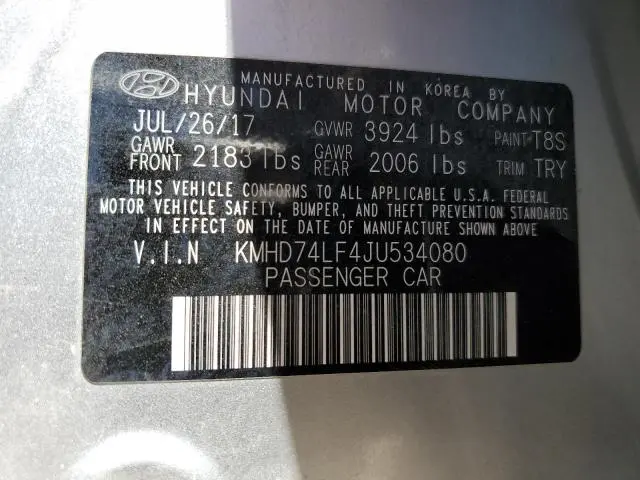 MANUFACTURED IN KOREA BY
HYUNDAI MOTOR COMPANY
JUL/26/17 GVWR 3924 lbs PAINT T8S
GAWR FRONT 2183 lbs GAWR REAR 2006 lbs TRIM TRY
THIS VEHICLE CONFORMS TO ALL APPLICABLE U.S.A. FEDERAL
MOTOR VEHICLE SAFETY, BUMPER, AND THEFT PREVENTION STANDARDS
IN EFFECT ON THE DATE OF MANUFACTURE SHOWN ABOVE.
V.I.N KMHD74LF4JU534080
PASSENGER CAR